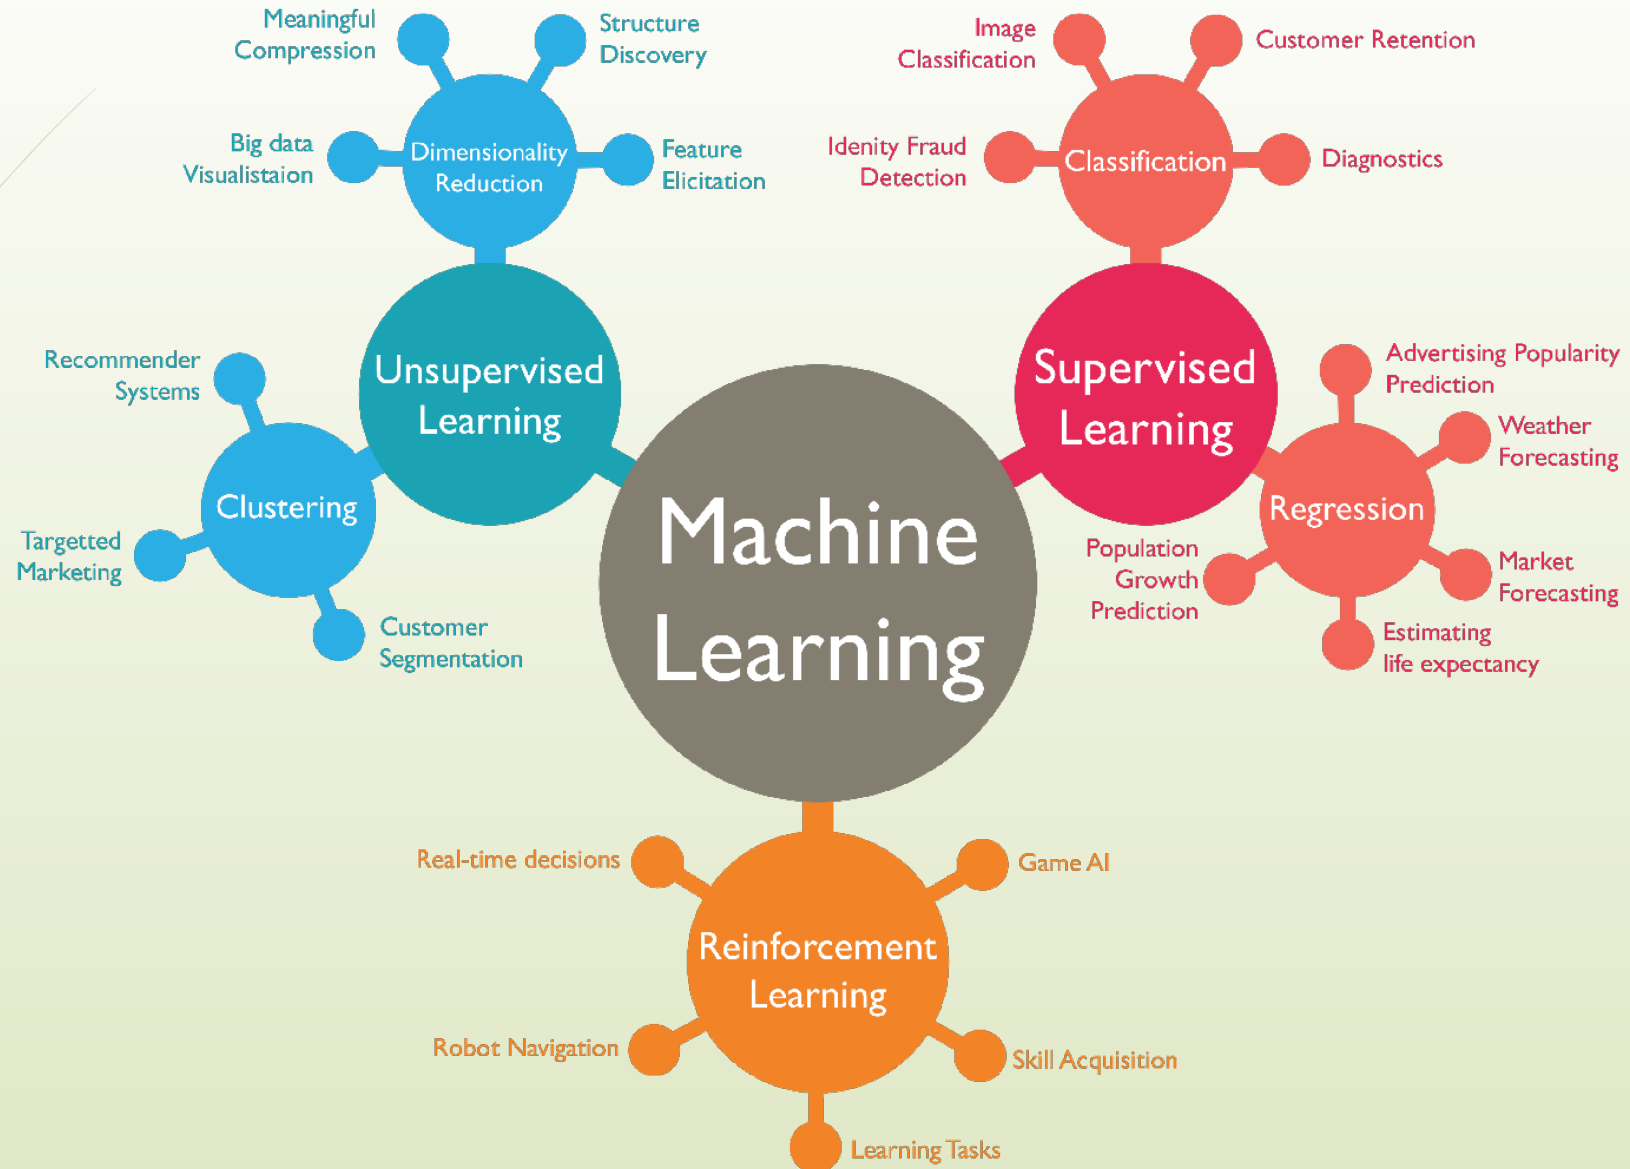 Meaningful
Compression
Structure
Discovery
Big data
Visualistaion
Dimensionality
Reduction
Feature
Elicitation
Image
Classification
Customer Retention
Idenity Fraud
Detection
Classification
Diagnostics
Unsupervised
Learning
Supervised
Learning
Recommender
Systems
Clustering
Targetted
Marketing
Customer
Segmentation
Machine
Learning
Advertising Popularity
Prediction
Weather
Forecasting
Regression
Population
Growth
Prediction
Market
Forecasting
Estimating
life expectancy
Real-time decisions
Game AI
Reinforcement
Learning
Robot Navigation
Skill Acquisition
Learning Tasks